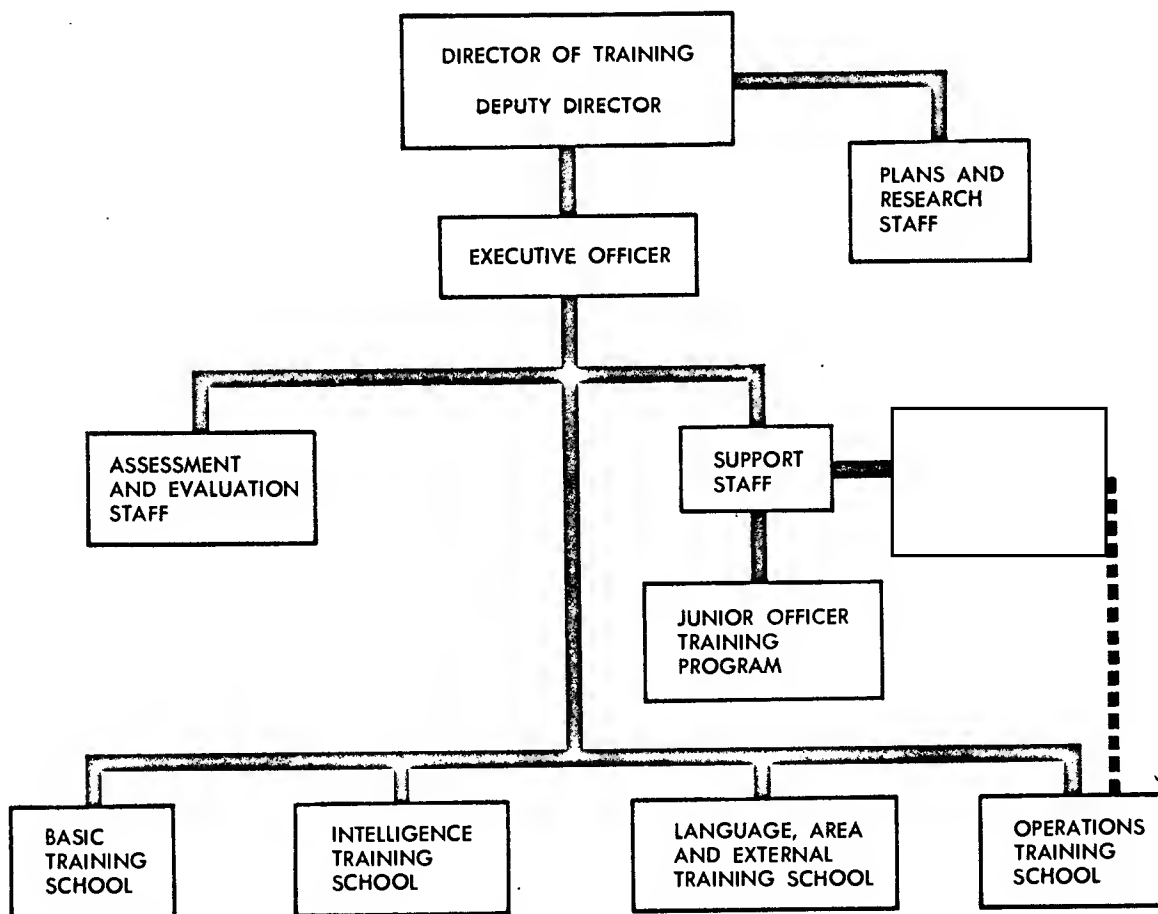 DIRECTOR OF TRAINING
DEPUTY DIRECTOR
PLANS AND
RESEARCH
STAFF
EXECUTIVE OFFICER
ASSESSMENT
AND EVALUATION
STAFF
SUPPORT
STAFF
JUNIOR OFFICER
TRAINING
PROGRAM
BASIC
TRAINING
SCHOOL
INTELLIGENCE
TRAINING
SCHOOL
LANGUAGE, AREA
AND EXTERNAL
TRAINING SCHOOL
OPERATIONS
TRAINING
SCHOOL